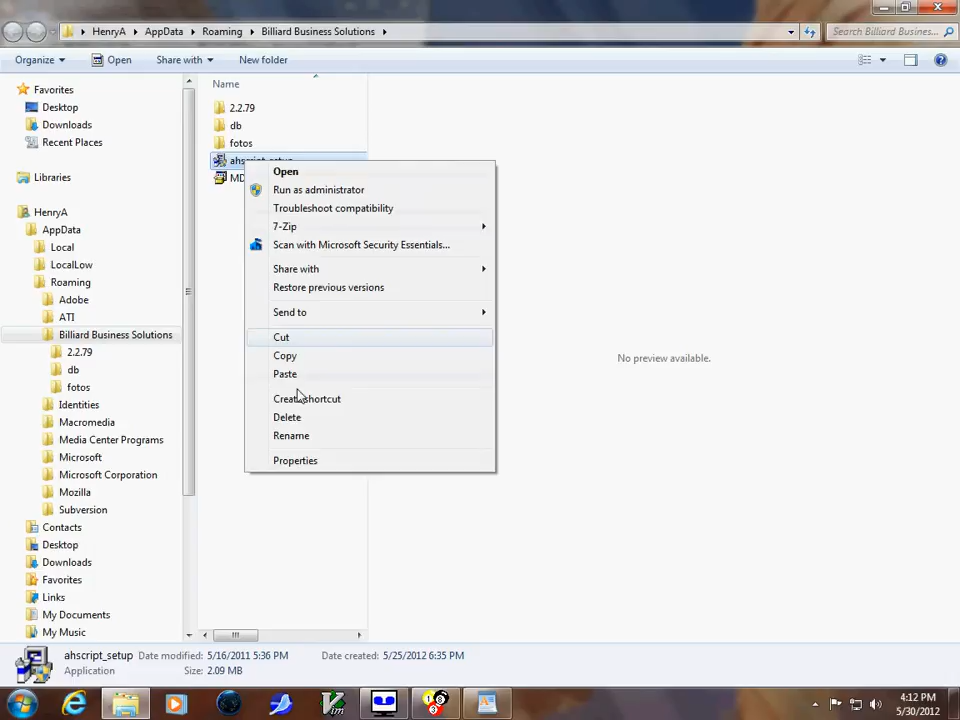 HenryA
AppData
Roaming
Billiard Business Solutions
Search Billiard Busines...
Organize
Open
Share with
New folder
Favorites
Desktop
Downloads
Recent Places
Libraries
HenryA
AppData
Local
LocalLow
Roaming
Adobe
ATI
Billiard Business Solutions
2.2.79
db
fotos
Identities
Macromedia
Media Center Programs
Microsoft
Microsoft Corporation
Mozilla
Subversion
Contacts
Desktop
Downloads
Favorites
Links
My Documents
My Music
Name
2.2.79
db
fotos
ahscript_setup
MD
Open
Run as administrator
Troubleshoot compatibility
7-Zip
Scan with Microsoft Security Essentials...
Share with
Restore previous versions
Send to
Cut
Copy
Paste
Create shortcut
Delete
Rename
Properties
No preview available.
ahscript_setup Date modified: 5/16/2011 5:36 PM Date created: 5/25/2012 6:35 PM
Application Size: 2.09 MB
4:12 PM
5/30/2012